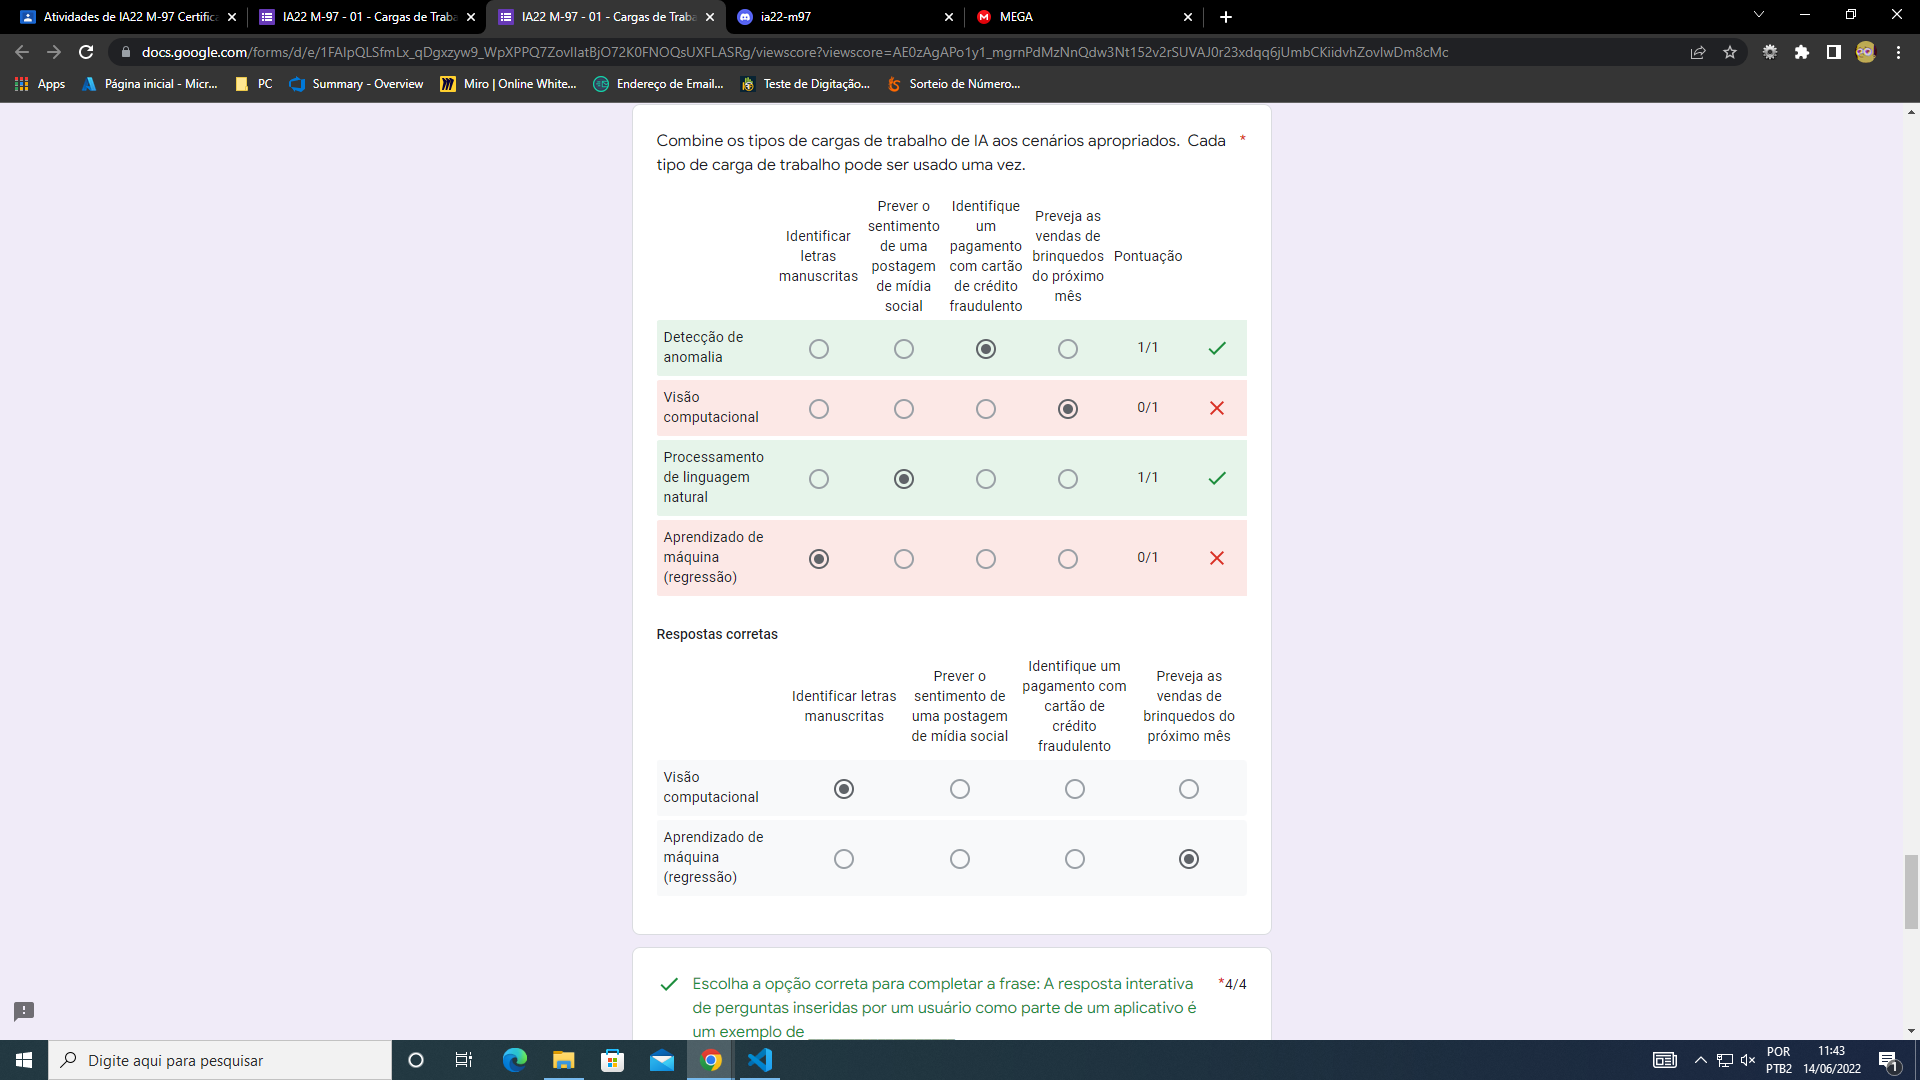 Atividades de IA22 M-97 Certifica
IA22 M-97 - 01 - Cargas de Traba
IA22 M-97 - 01 - Cargas de Traba
ia22-m97
MEGA
docs.google.com/forms/d/e/1FAIpQLSfmLx_qDgxzyw9_WpXPPQ7ZovIIatBjO72K0FNOQsUXFLASRg/viewscore?viewscore=AE0zAgAPo1y1_mgrnPdMzNnQdw3Nt152v2rSUVAJ0r23xdqq6jUmbCKiidvhZovIwDm8cMc
Apps
Página inicial - Micr...
PC
Summary - Overview
Miro | Online White...
Endereço de Email...
Teste de Digitação...
Sorteio de Número...
Combine os tipos de cargas de trabalho de IA aos cenários apropriados. Cada *
tipo de carga de trabalho pode ser usado uma vez.
Identificar
letras
manuscritas
Prever o
sentimento
de uma
postagem
de mídia
social
Identifique
um
pagamento
com cartão
de crédito
fraudulento
Preveja as
vendas de
brinquedos
do próximo
mês
Pontuação
Detecção de
anomalia
1/1
Visão
computacional
0/1
Processamento
de linguagem
natural
1/1
Aprendizado de
máquina
(regressão)
0/1
Respostas corretas
Identificar letras
manuscritas
Prever o
sentimento de
uma postagem
de mídia social
Identifique um
pagamento com
cartão de
crédito
fraudulento
Preveja as
vendas de
brinquedos do
próximo mês
Visão
computacional
Aprendizado de
máquina
(regressão)
Escolha a opção correta para completar a frase: A resposta interativa
*4/4
de perguntas inseridas por um usuário como parte de um aplicativo é
um exemplo de ________________
Digite aqui para pesquisar
POR
PTB2
11:43
14/06/2022
1